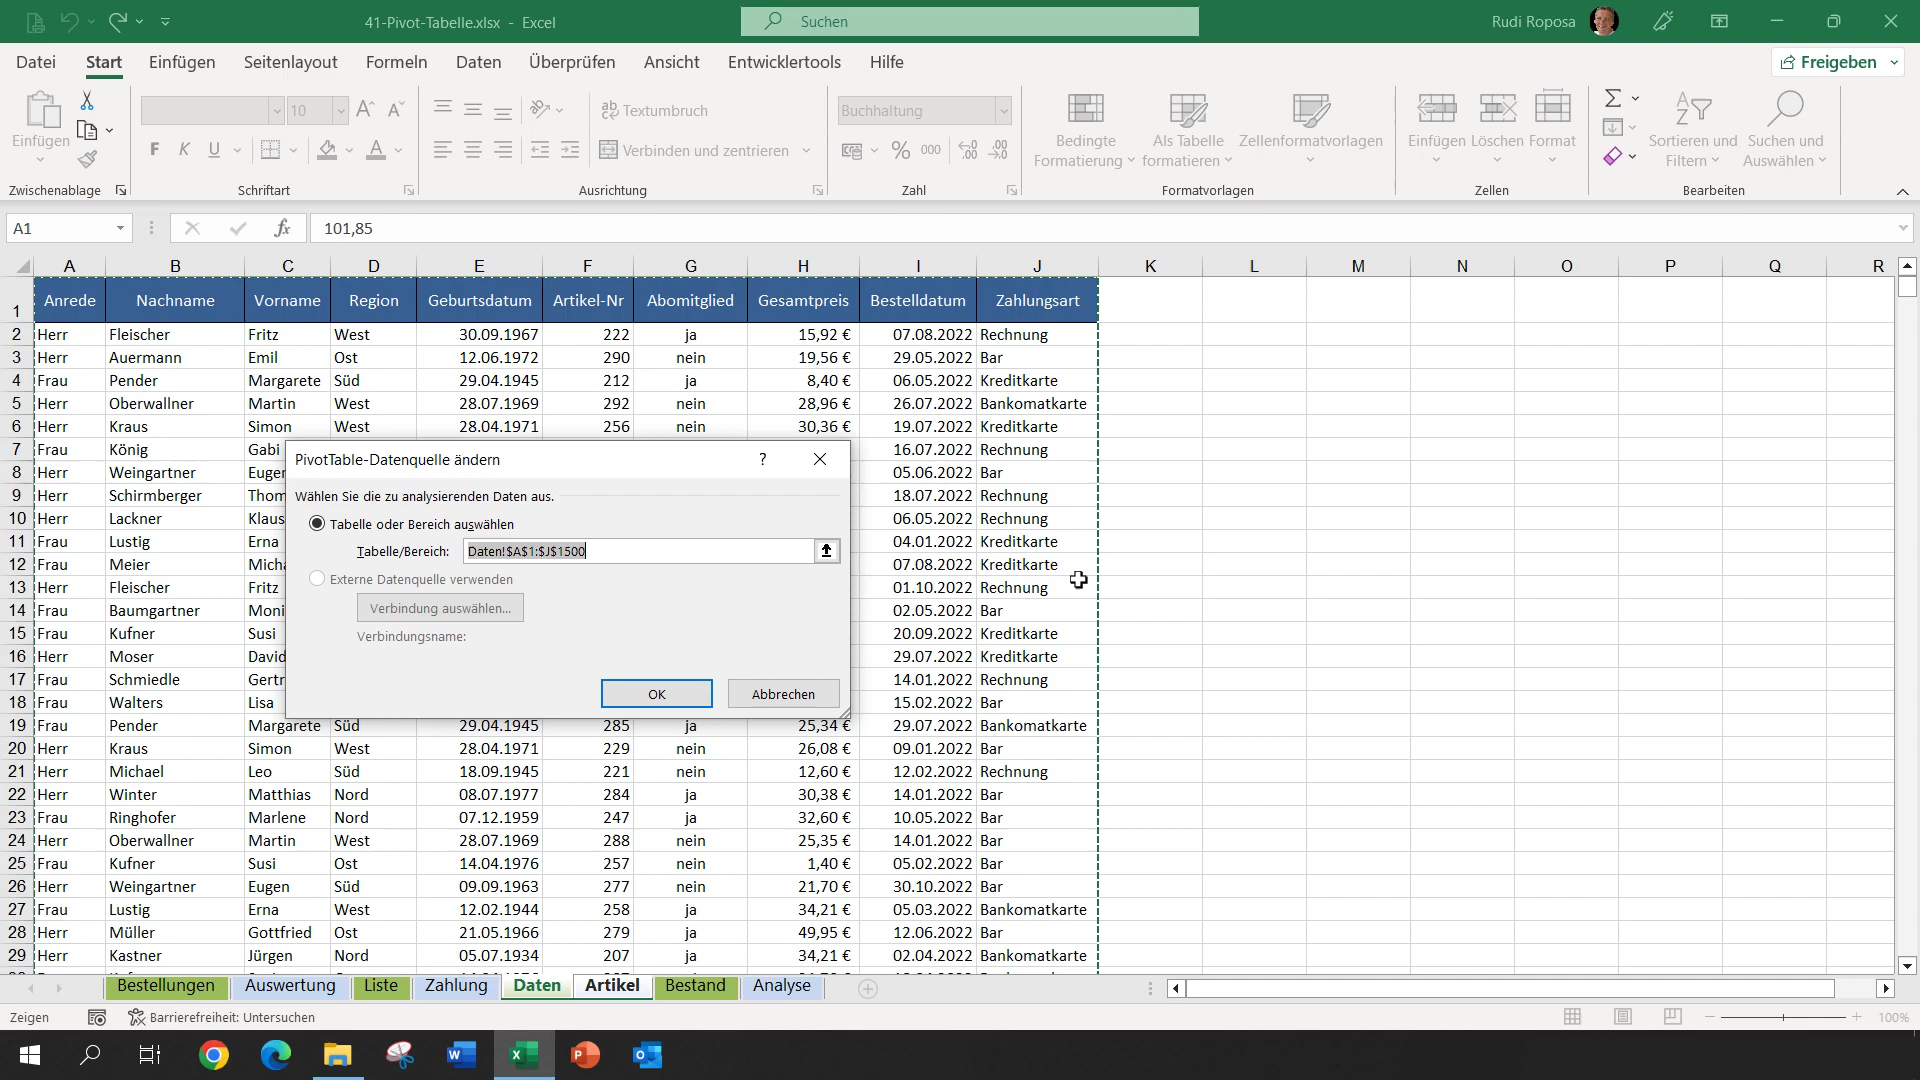 41-Pivot-Tabelle.xlsx - Excel
Suchen
Rudi Roposa
Datei Start Einfügen Seitenlayout Formeln Daten Überprüfen Ansicht Entwicklertools Hilfe Freigeben
Einfügen
10
F K U
Textumbruch
Verbinden und zentrieren
Buchhaltung
% 000
Bedingte Formatierung
Als Tabelle formatieren
Zellenformatvorlagen
Einfügen Löschen Format
Sortieren und Filtern
Suchen und Auswählen
Zwischenablage Schriftart Ausrichtung Zahl Formatvorlagen Zellen Bearbeiten
A1 fx 101,85
A B C D E F G H I J K L M N O P Q R
1 Anrede Nachname Vorname Region Geburtsdatum Artikel-Nr Abomitglied Gesamtpreis Bestelldatum Zahlungsart
2 Herr Fleischer Fritz West 30.09.1967 222 ja 15,92 € 07.08.2022 Rechnung
3 Herr Auermann Emil Ost 12.06.1972 290 nein 19,56 € 29.05.2022 Bar
4 Frau Pender Margarete Süd 29.04.1945 212 ja 8,40 € 06.05.2022 Kreditkarte
5 Herr Oberwallner Martin West 28.07.1969 292 nein 28,96 € 26.07.2022 Bankomatkarte
6 Herr Kraus Simon West 28.04.1971 256 nein 30,36 € 19.07.2022 Kreditkarte
7 Frau König Gabi 16.07.2022 Rechnung
8 Herr Weingartner Euger 05.06.2022 Bar
9 Herr Schirmberger Thom 18.07.2022 Rechnung
10 Herr Lackner Klaus 06.05.2022 Rechnung
11 Frau Lustig Erna 04.01.2022 Kreditkarte
12 Frau Meier Micha 07.08.2022 Kreditkarte
13 Herr Fleischer Fritz 01.10.2022 Rechnung
14 Frau Baumgartner Moni 02.05.2022 Bar
15 Frau Kufner Susi 20.09.2022 Kreditkarte
16 Herr Moser David 29.07.2022 Kreditkarte
17 Frau Schmiedle Gertr 14.01.2022 Rechnung
18 Frau Walters Lisa 15.02.2022 Bar
PivotTable-Datenquelle ändern ?
Wählen Sie die zu analysierenden Daten aus.
Tabelle oder Bereich auswählen
Tabelle/Bereich: Daten!$A$1:$J$1500
Externe Datenquelle verwenden
Verbindung auswählen...
Verbindungsname:
OK Abbrechen
19 Frau Pender Margarete Süd 29.04.1945 285 ja 25,34 € 29.07.2022 Bankomatkarte
20 Herr Kraus Simon West 28.04.1971 229 nein 26,08 € 09.01.2022 Bar
21 Herr Michael Leo Süd 18.09.1945 221 nein 12,60 € 12.02.2022 Rechnung
22 Herr Winter Matthias Nord 08.07.1977 284 ja 30,38 € 14.01.2022 Bar
23 Frau Ringhofer Marlene Nord 07.12.1959 247 ja 32,60 € 10.05.2022 Bar
24 Herr Oberwallner Martin West 28.07.1969 288 nein 25,35 € 14.01.2022 Bar
25 Frau Kufner Susi Ost 14.04.1976 257 nein 1,40 € 05.02.2022 Bar
26 Herr Weingartner Eugen Süd 09.09.1963 277 nein 21,70 € 30.10.2022 Bar
27 Frau Lustig Erna West 12.02.1944 258 ja 34,21 € 05.03.2022 Bankomatkarte
28 Herr Müller Gottfried Ost 21.05.1966 279 ja 49,95 € 12.06.2022 Bar
29 Herr Kastner Jürgen Nord 05.07.1934 207 ja 34,21 € 02.04.2022 Bankomatkarte
Bestellungen Auswertung Liste Zahlung Daten Artikel Bestand Analyse
Zeigen Barrierefreiheit: Untersuchen 100%